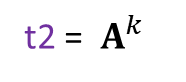 t2 = A^k